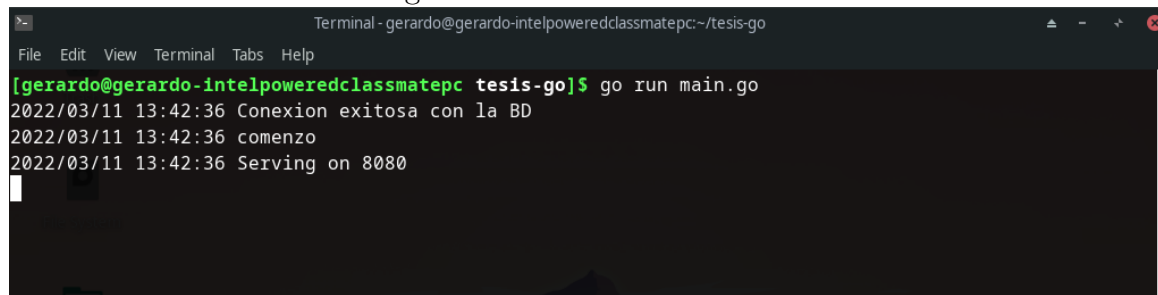 Terminal - gerardo@gerardo-intelpoweredclassmatepc:~/tesis-go
File Edit View Terminal Tabs Help
[gerardo@gerardo-intelpoweredclassmatepc tesis-go]$ go run main.go
2022/03/11 13:42:36 Conexion exitosa con la BD
2022/03/11 13:42:36 comenzo
2022/03/11 13:42:36 Serving on 8080